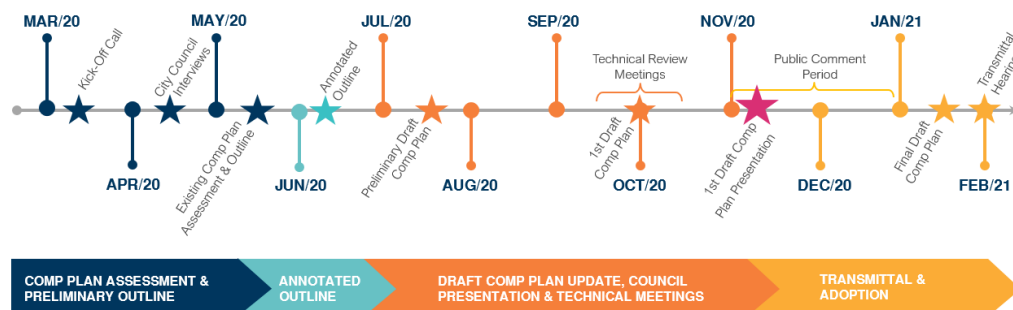 MAR/20
MAY/20
JUL/20
SEP/20
NOV/20
JAN/21
Kick-Off Call
City Council
Interviews
Annotated
Outline
Technical Review
Meetings
Public Comment
Period
Transmittal
Hearing
Existing Comp Plan
Assessment & Outline
Preliminary Draft
Comp Plan
1st Draft
Comp Plan
1st Draft Comp
Plan Presentation
Final Draft
Comp Plan
APR/20
JUN/20
AUG/20
OCT/20
DEC/20
FEB/21
COMP PLAN ASSESSMENT &
PRELIMINARY OUTLINE
ANNOTATED
OUTLINE
DRAFT COMP PLAN UPDATE, COUNCIL
PRESENTATION & TECHNICAL MEETINGS
TRANSMITTAL &
ADOPTION